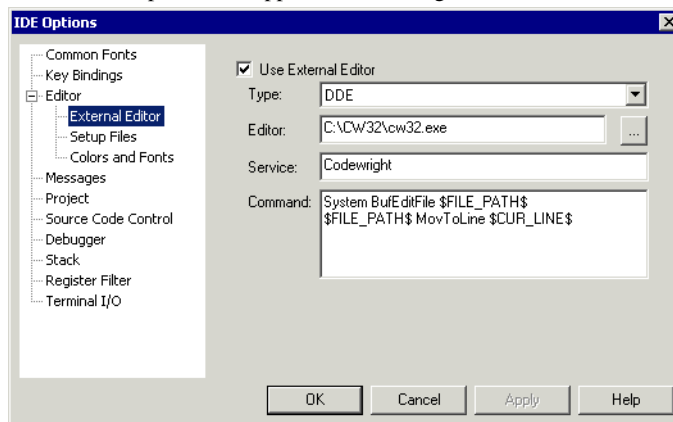 IDE Options
Common Fonts
Key Bindings
Editor
External Editor
Setup Files
Colors and Fonts
Messages
Project
Source Code Control
Debugger
Stack
Register Filter
Terminal I/O
Use External Editor
Type: DDE
Editor: C:\CW32\cw32.exe ...
Service: Codewright
Command: System BufEditFile $FILE_PATH$
$FILE_PATH$ MovToLine $CUR_LINE$
OK Cancel Apply Help